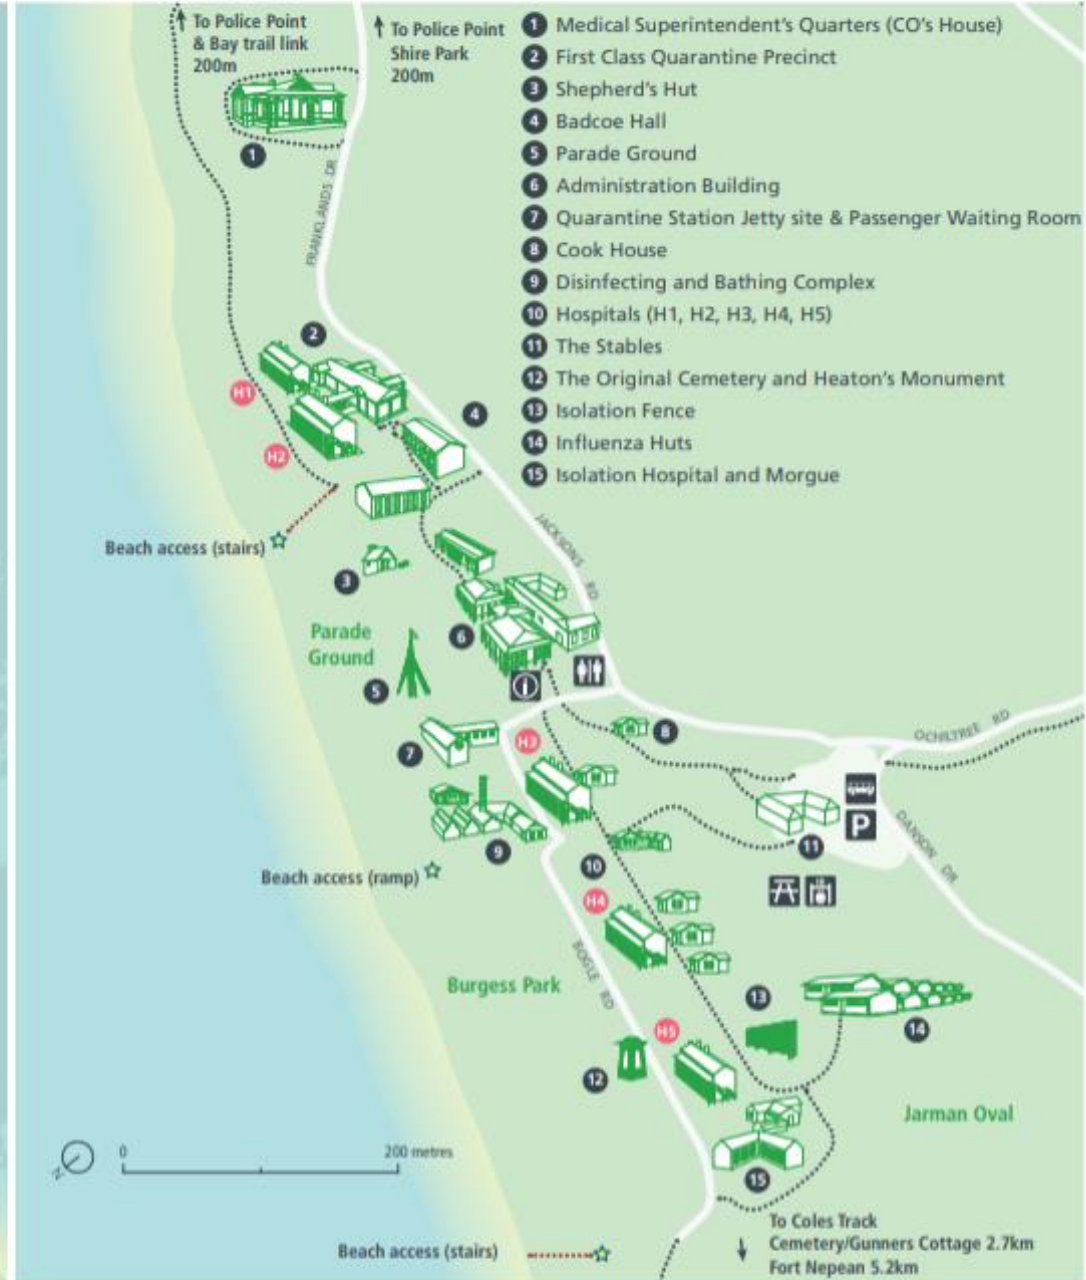 To Police Point
& Bay trail link
200m
To Police Point
Shire Park
200m
1 Medical Superintendent's Quarters (CO's House)
2 First Class Quarantine Precinct
3 Shepherd's Hut
4 Badcoe Hall
5 Parade Ground
6 Administration Building
7 Quarantine Station Jetty site & Passenger Waiting Room
8 Cook House
9 Disinfecting and Bathing Complex
10 Hospitals (H1, H2, H3, H4, H5)
11 The Stables
12 The Original Cemetery and Heaton's Monument
13 Isolation Fence
14 Influenza Huts
15 Isolation Hospital and Morgue
1
FRANKLANDS DR
2
H1
4
H2
JACKSONS RD
Beach access (stairs)
3
Parade
Ground
6
5
i
8
OCHILTREE RD
7
H3
P
DANSON DR
9
11
10
Beach access (ramp)
H4
BOGLE RD
Burgess Park
13
14
H5
12
Jarman Oval
N
0
200 metres
15
To Coles Track
Cemetery/Gunners Cottage 2.7km
Fort Nepean 5.2km
Beach access (stairs)